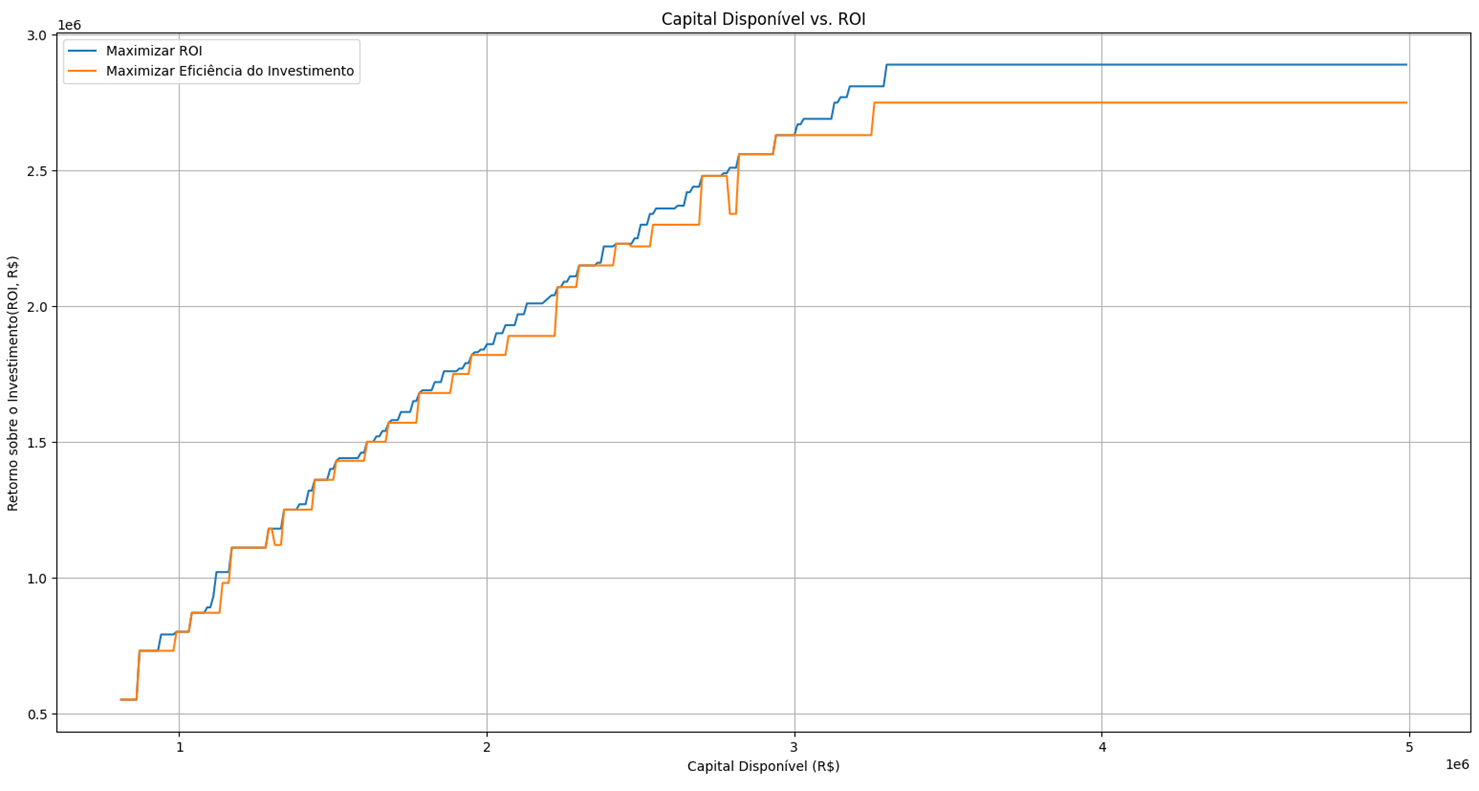 Capital Disponível vs. ROI
1e6
3.0
2.5
2.0
1.5
1.0
0.5
Retorno sobre o Investimento(ROI, R$)
Maximizar ROI
Maximizar Eficiência do Investimento
1 2 3 4 5
1e6
Capital Disponível (R$)